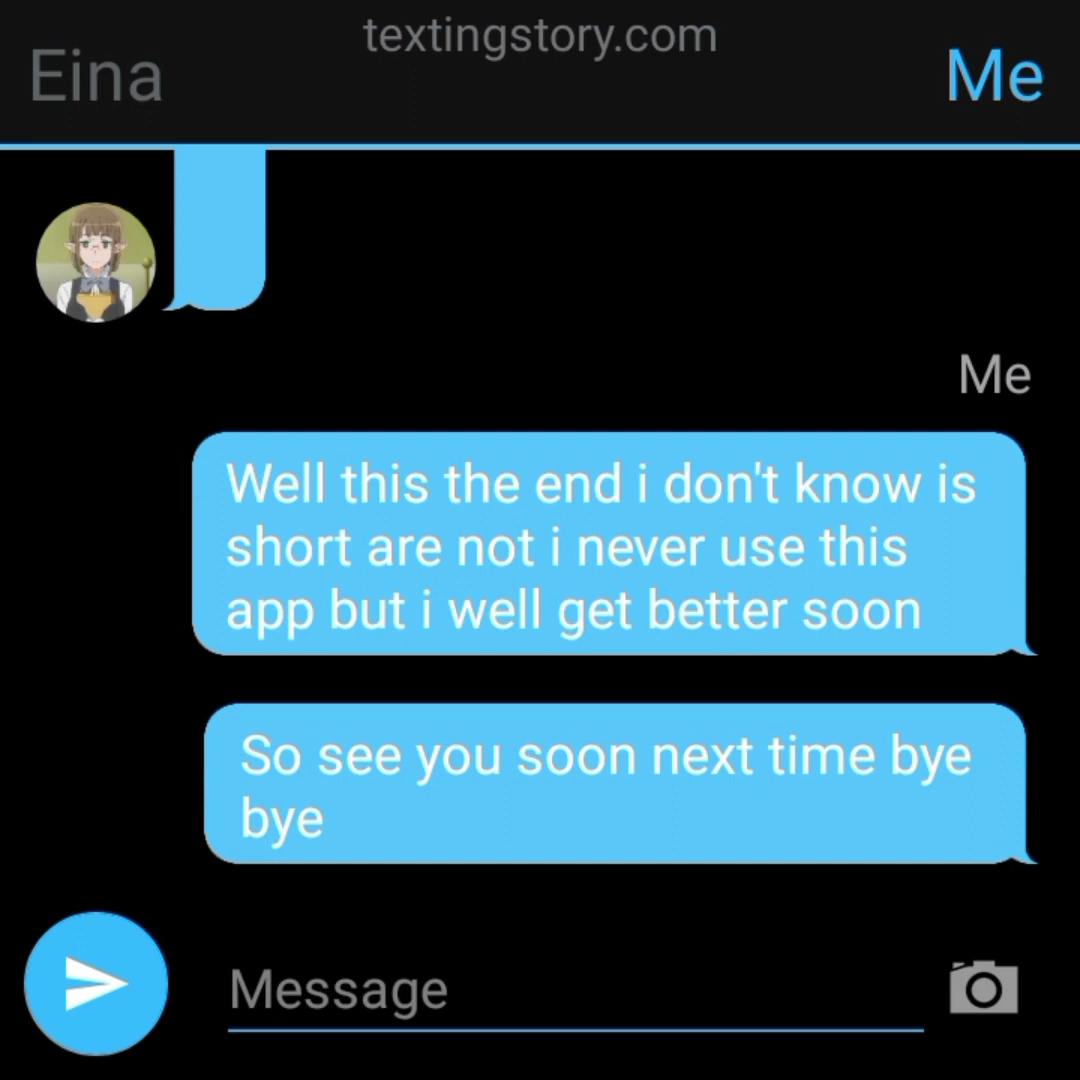 textingstory.com
Eina
Me
Me
Well this the end i don't know is
short are not i never use this
app but i well get better soon
So see you soon next time bye
bye
Message